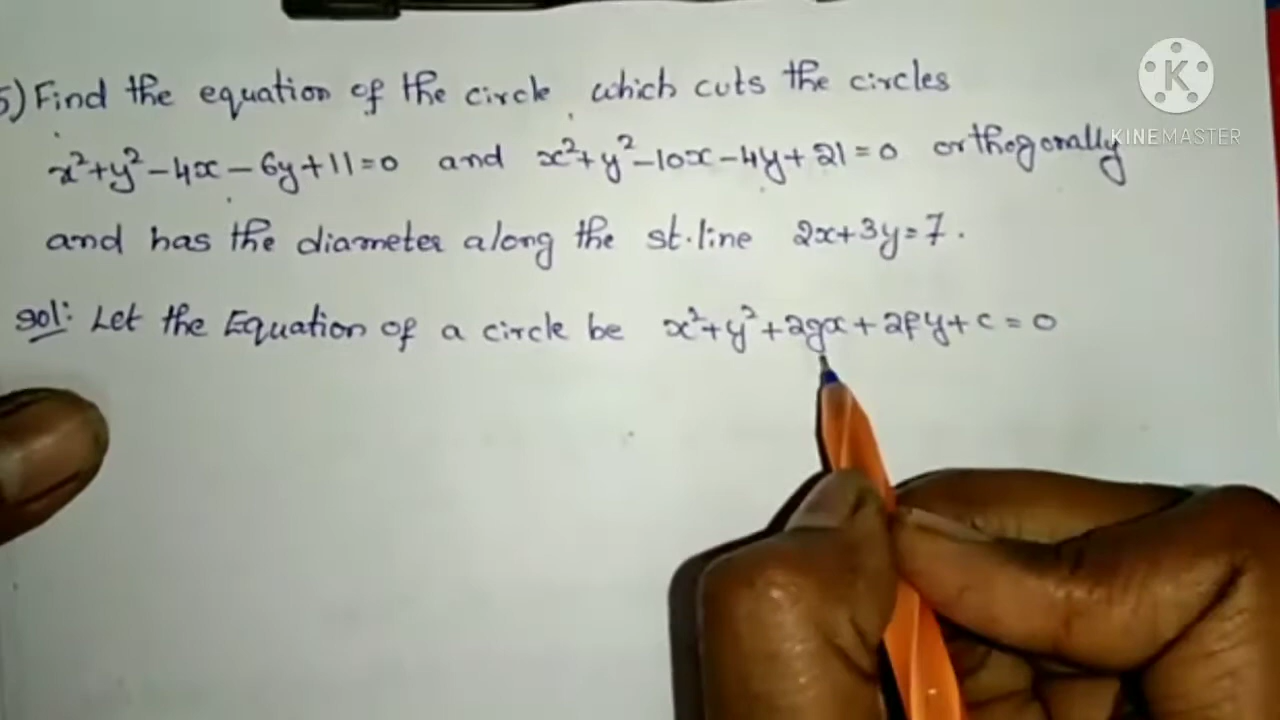 5) Find the equation of the circle which cuts the circles
x²+y²-4x-6y+11=0 and x²+y²-10x-4y+21=0 orthogonally
and has the diameter along the st.line 2x+3y=7.
Sol: Let the Equation of a circle be x²+y²+2gx+2fy+c=0
K
KINEMASTER